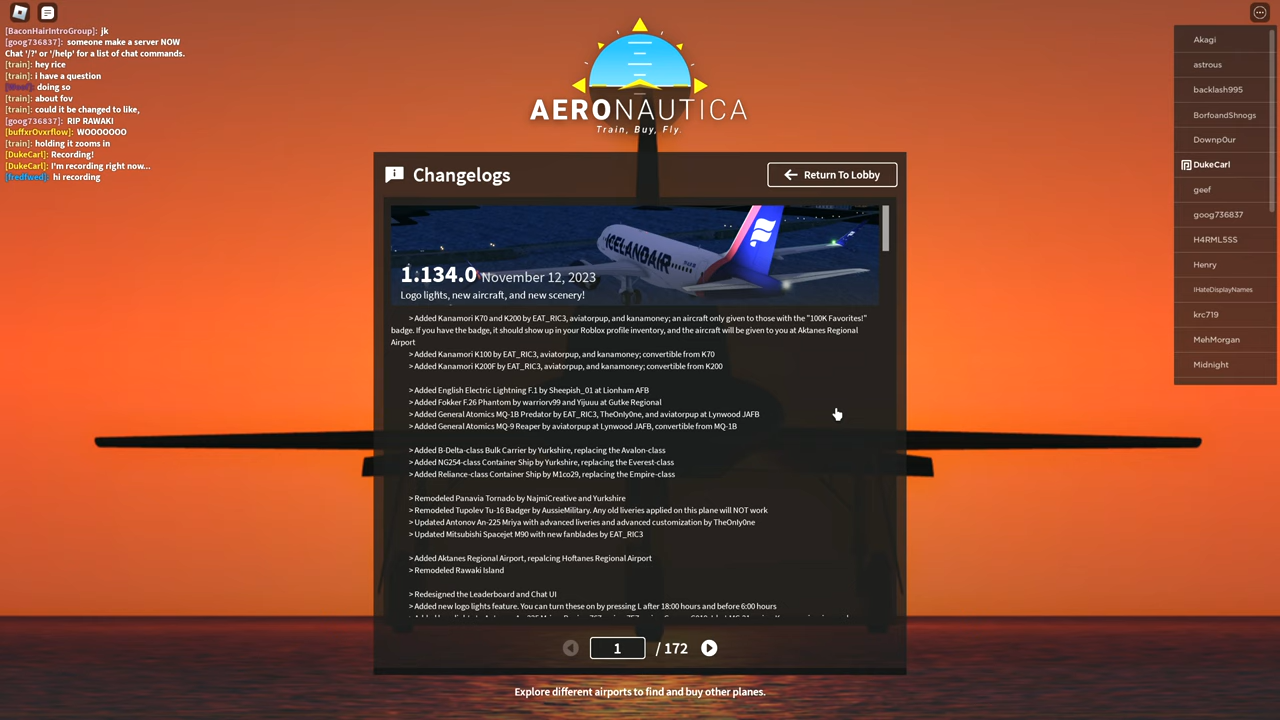 [BaconHairIntroGroup]: jk
[goog736837]: someone make a server NOW
Chat '/?' or '/help' for a list of chat commands.
[train]: hey rice
[train]: i have a question
doing so
[train]: about fov
[train]: could it be changed to like,
[goog736837]: RIP RAWAKI
[buffxrOvxrflow]: WOOOOOOO
[train]: holding it zooms in
[DukeCarl]: Recording!
[DukeCarl]: I'm recording right now...
[fredfwed]: hi recording
AERONAUTICA
Train, Buy, Fly.
Changelogs
Return To Lobby
ICELANDAIR
1.134.0 November 12, 2023
Logo lights, new aircraft, and new scenery!
> Added Kanamori K70 and K200 by EAT_RIC3, aviatorpup, and kanamoney; an aircraft only given to those with the "100K Favorites!"
badge. If you have the badge, it should show up in your Roblox profile inventory, and the aircraft will be given to you at Aktanes Regional
Airport
> Added Kanamori K100 by EAT_RIC3, aviatorpup, and kanamoney; convertible from K70
> Added Kanamori K200F by EAT_RIC3, aviatorpup, and kanamoney; convertible from K200
> Added English Electric Lightning F.1 by Sheepish_01 at Lionham AFB
> Added Fokker F.26 Phantom by warriorv99 and Yijuuu at Gutke Regional
> Added General Atomics MQ-1B Predator by EAT_RIC3, TheOnly0ne, and aviatorpup at Lynwood JAFB
> Added General Atomics MQ-9 Reaper by aviatorpup at Lynwood JAFB, convertible from MQ-1B
> Added B-Delta-class Bulk Carrier by Yurkshire, replacing the Avalon-class
> Added NG254-class Container Ship by Yurkshire, replacing the Everest-class
> Added Reliance-class Container Ship by M1co29, replacing the Empire-class
> Remodeled Panavia Tornado by NajmiCreative and Yurkshire
> Remodeled Tupolev Tu-16 Badger by AussieMilitary. Any old liveries applied on this plane will NOT work
> Updated Antonov An-225 Mriya with advanced liveries and advanced customization by TheOnly0ne
> Updated Mitsubishi Spacejet M90 with new fanblades by EAT_RIC3
> Added Aktanes Regional Airport, repalcing Hoftanes Regional Airport
> Remodeled Rawaki Island
> Redesigned the Leaderboard and Chat UI
> Added new logo lights feature. You can turn these on by pressing L after 18:00 hours and before 6:00 hours
1 / 172
Explore different airports to find and buy other planes.
Akagi
astrous
backlash995
BorfoandShnogs
Downp0ur
DukeCarl
geef
goog736837
H4RML5SS
Henry
IHateDisplayNames
krc719
MehMorgan
Midnight